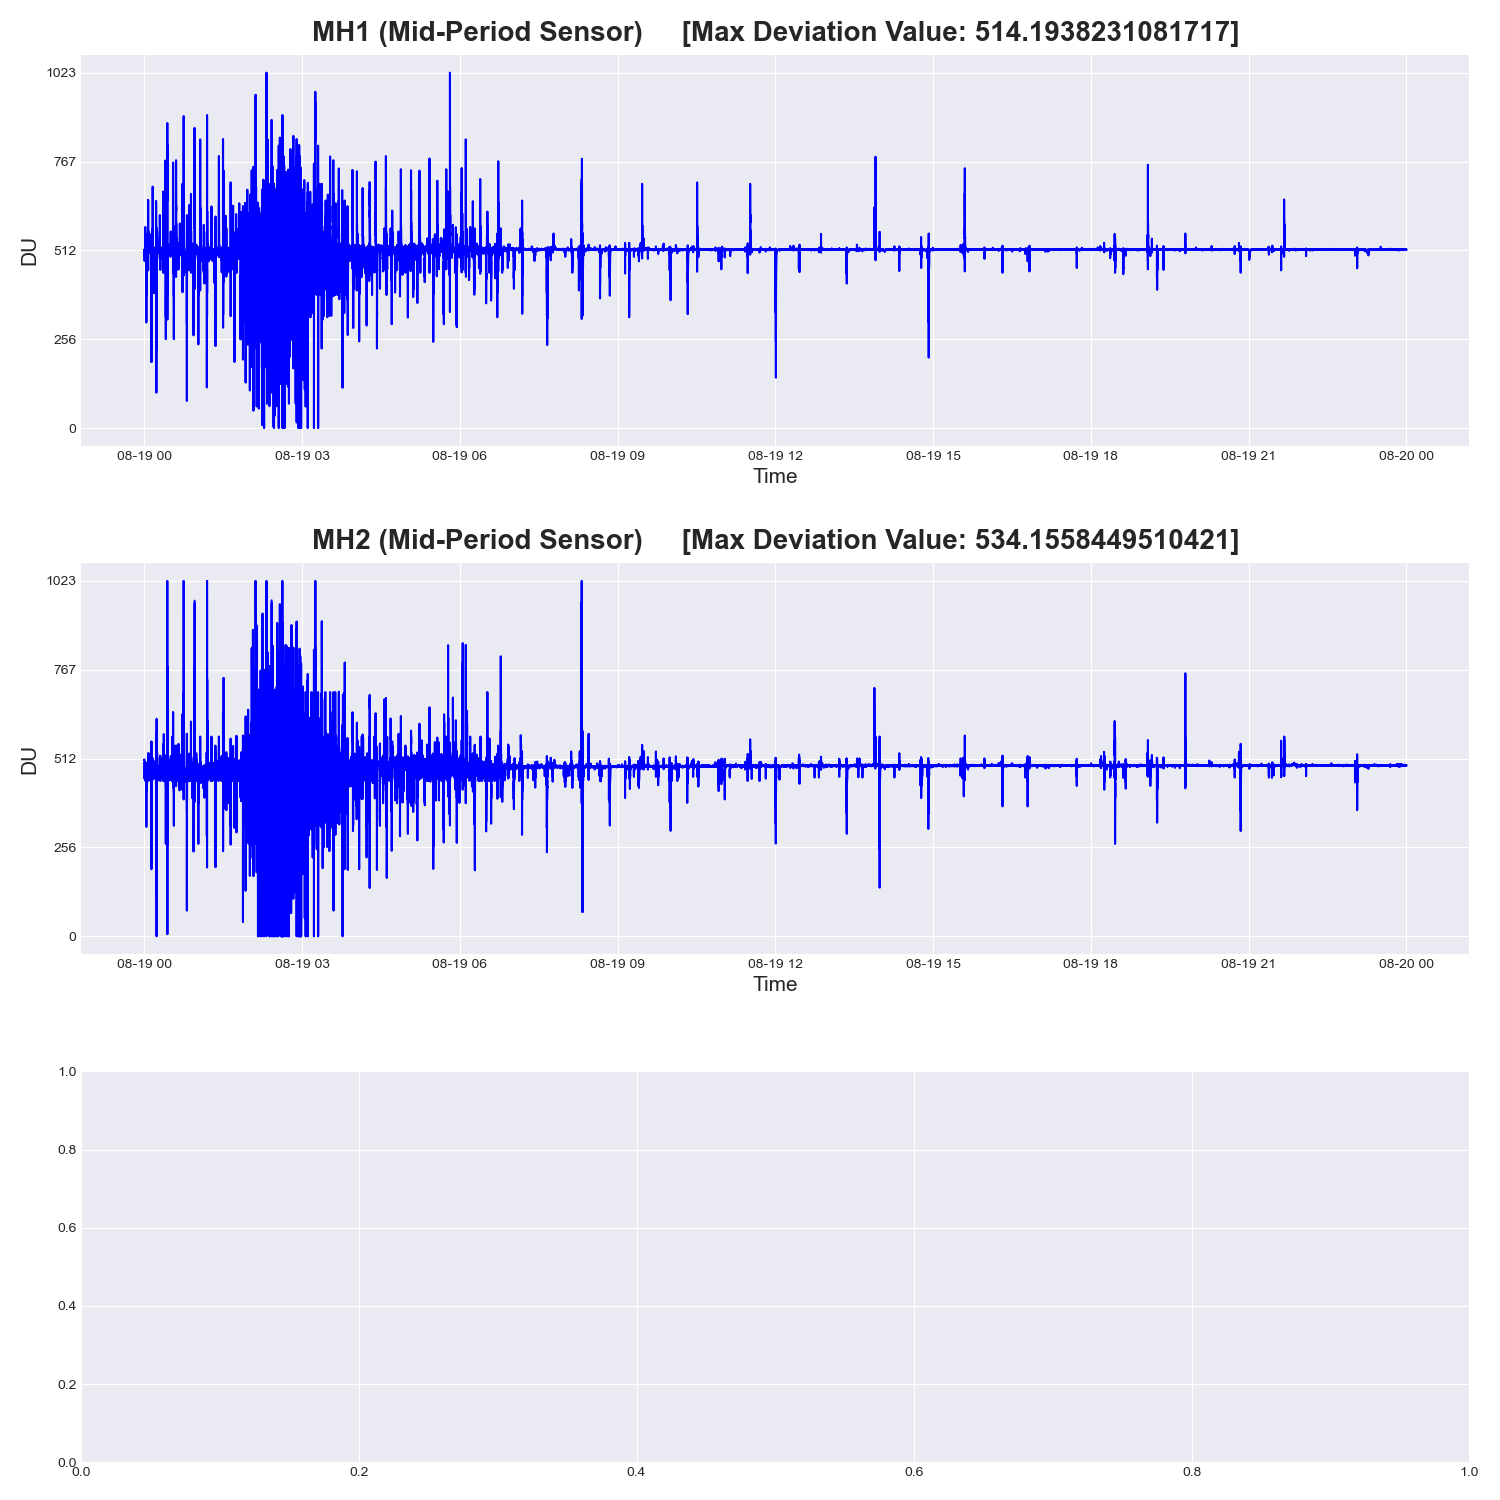 MH1 (Mid-Period Sensor) [Max Deviation Value: 514.1938231081717]
1023
767
512
256
0
DU
08-19 00 08-19 03 08-19 06 08-19 09 08-19 12 08-19 15 08-19 18 08-19 21 08-20 00
Time
MH2 (Mid-Period Sensor) [Max Deviation Value: 534.1558449510421]
1023
767
512
256
0
DU
08-19 00 08-19 03 08-19 06 08-19 09 08-19 12 08-19 15 08-19 18 08-19 21 08-20 00
Time
1.0
0.8
0.6
0.4
0.2
0.0
0.0 0.2 0.4 0.6 0.8 1.0